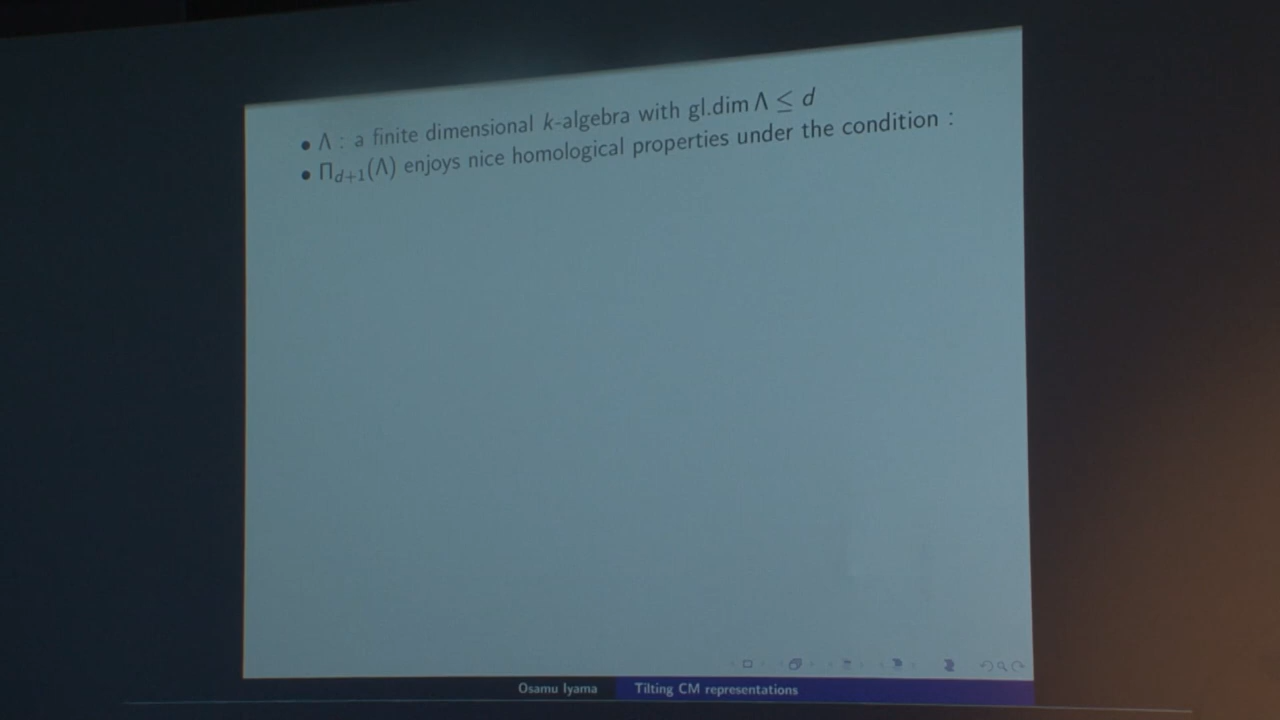 • Λ : a finite dimensional k-algebra with gl.dim Λ ≤ d
• Π_{d+1}(Λ) enjoys nice homological properties under the condition :
Osamu Iyama Tilting CM representations